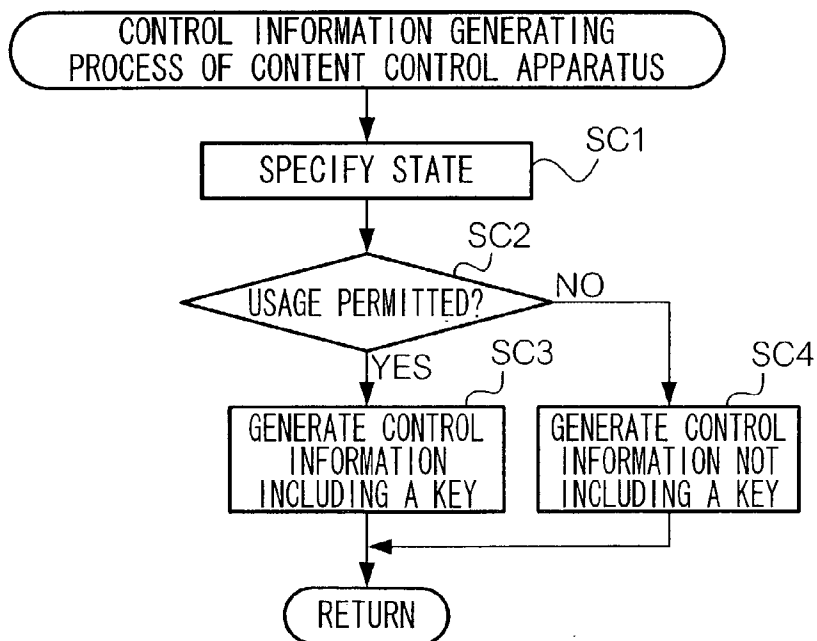 CONTROL INFORMATION GENERATING
PROCESS OF CONTENT CONTROL APPARATUS
SC1
SPECIFY STATE
SC2
USAGE PERMITTED?
NO
YES
SC3
SC4
GENERATE CONTROL
INFORMATION
INCLUDING A KEY
GENERATE CONTROL
INFORMATION NOT
INCLUDING A KEY
RETURN